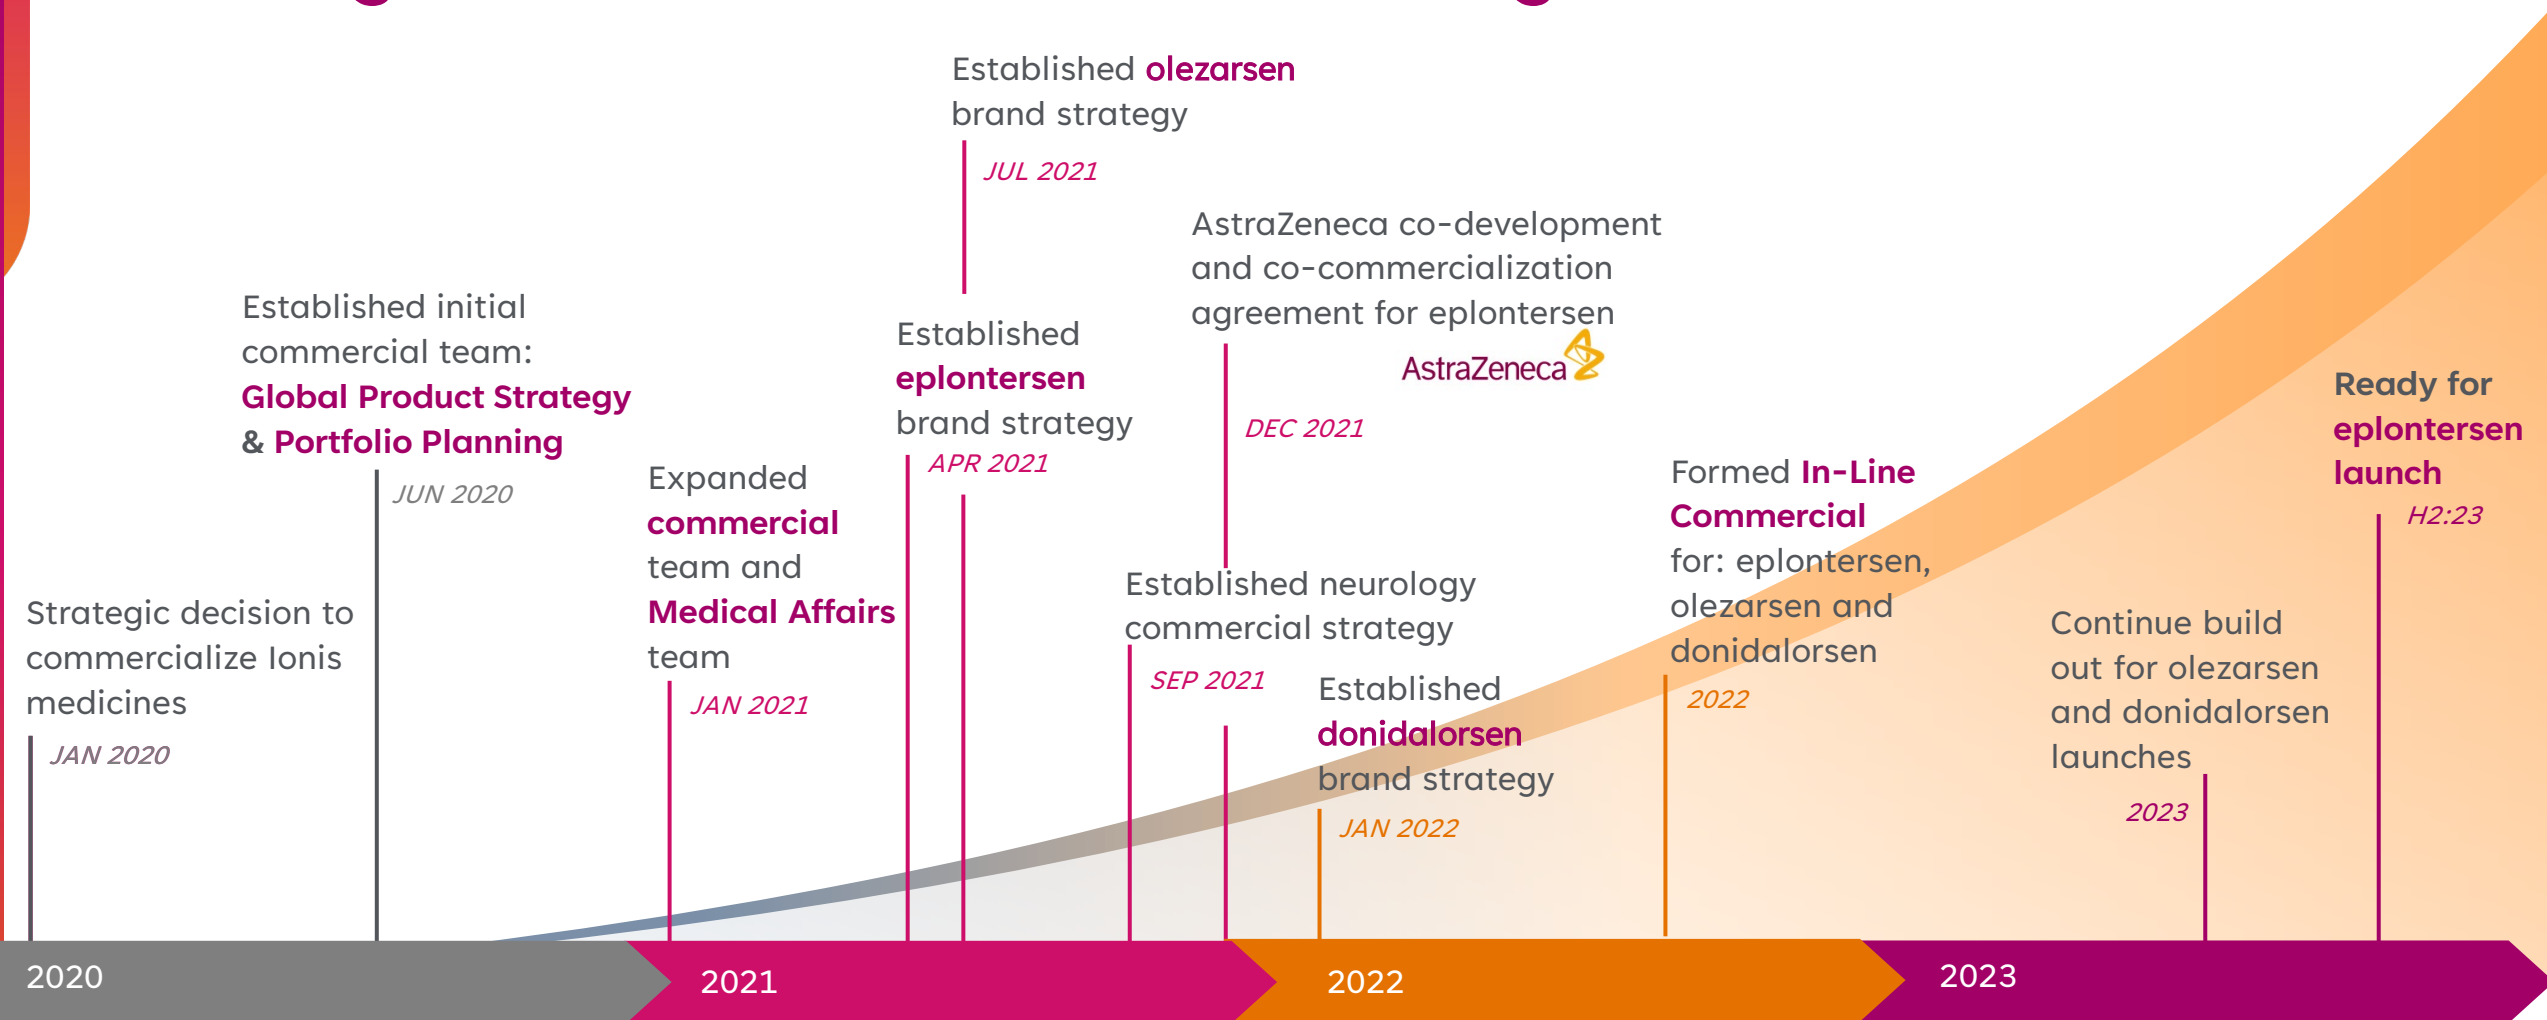 Established olezarsen
brand strategy
JUL 2021
AstraZeneca co-development
and co-commercialization
agreement for eplontersen
AstraZeneca
DEC 2021
Established initial
commercial team:
Global Product Strategy
& Portfolio Planning
JUN 2020
Established
eplontersen
brand strategy
APR 2021
Ready for
eplontersen
launch
H2:23
Expanded
commercial
team and
Medical Affairs
team
JAN 2021
Formed In-Line
Commercial
for: eplontersen,
olezarsen and
donidalorsen
2022
Strategic decision to
commercialize Ionis
medicines
JAN 2020
Established neurology
commercial strategy
SEP 2021
Established
donidalorsen
brand strategy
JAN 2022
Continue build
out for olezarsen
and donidalorsen
launches
2023
2020
2021
2022
2023